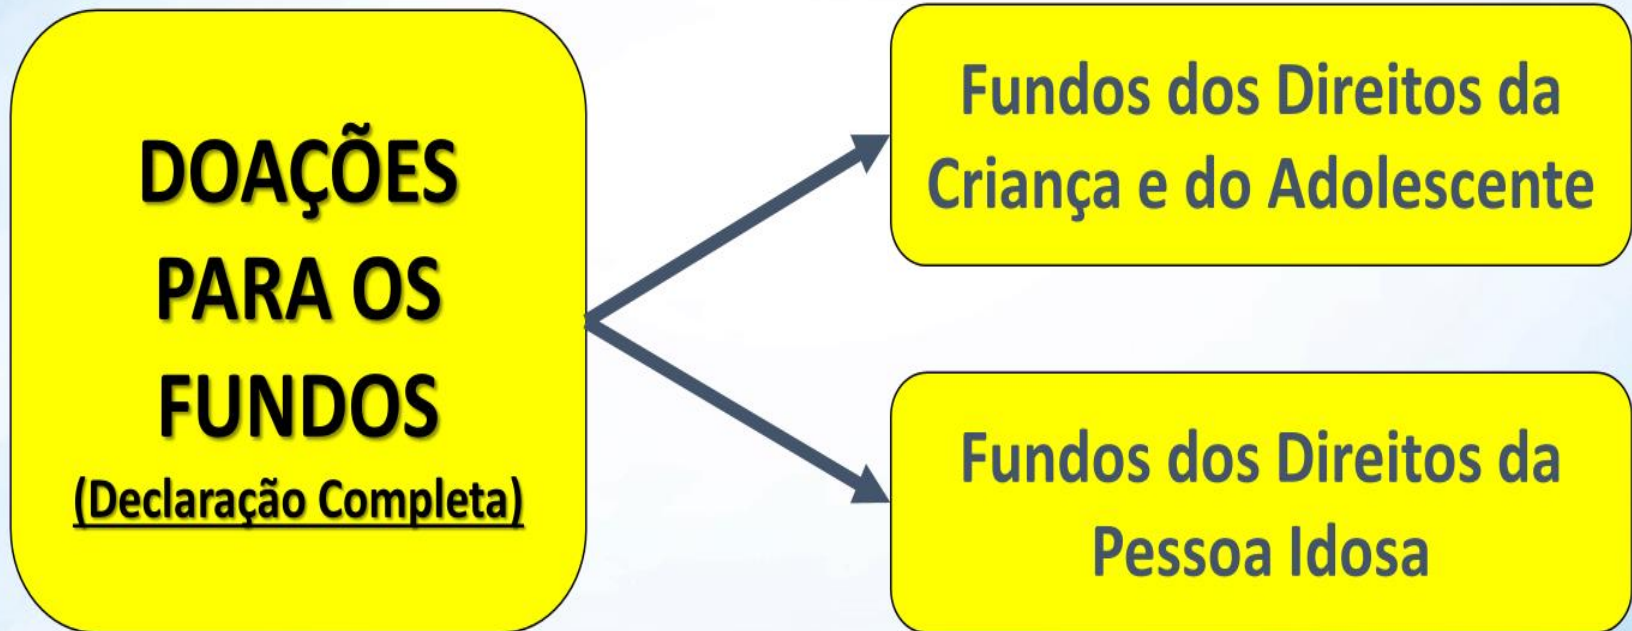 DOAÇÕES
PARA OS
FUNDOS
(Declaração Completa)
Fundos dos Direitos da
Criança e do Adolescente
Fundos dos Direitos da
Pessoa Idosa